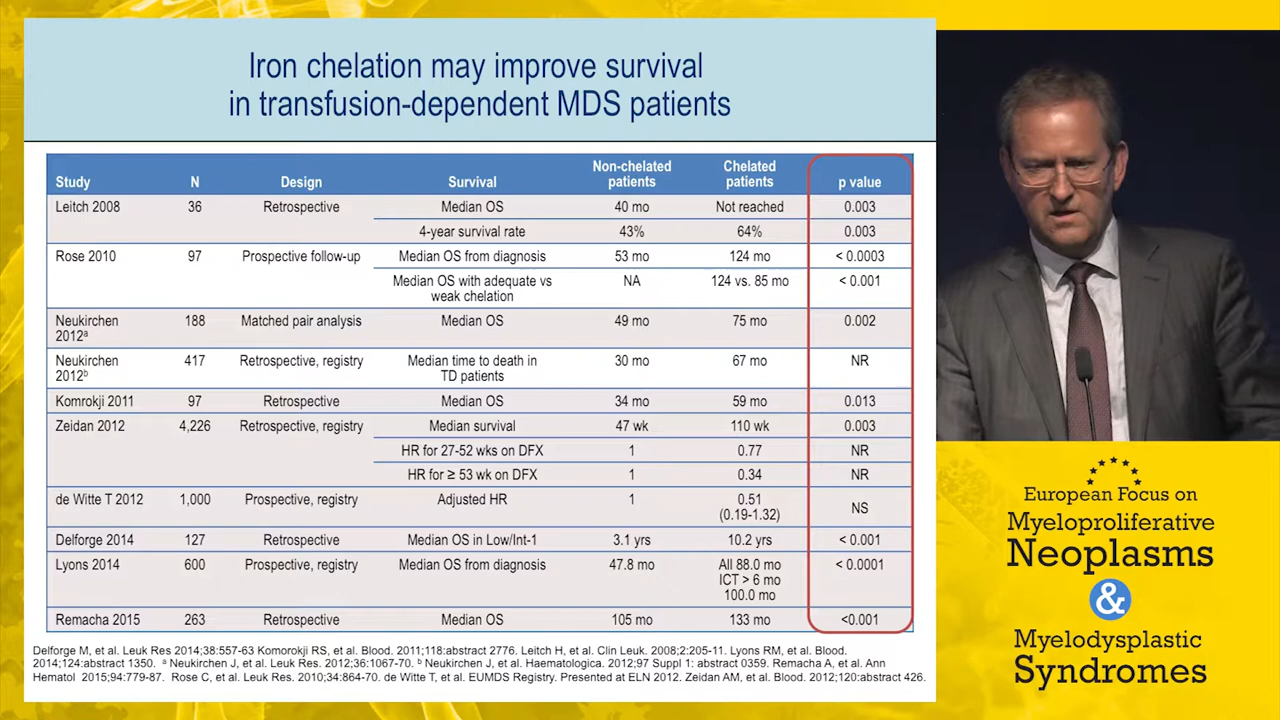 Iron chelation may improve survival
in transfusion-dependent MDS patients
Study N Design Survival Non-chelated patients Chelated patients p value
Leitch 2008 36 Retrospective Median OS 40 mo Not reached 0.003
4-year survival rate 43% 64% 0.003
Rose 2010 97 Prospective follow-up Median OS from diagnosis 53 mo 124 mo < 0.0003
Median OS with adequate vs weak chelation NA 124 vs. 85 mo < 0.001
Neukirchen 2012a 188 Matched pair analysis Median OS 49 mo 75 mo 0.002
Neukirchen 2012b 417 Retrospective, registry Median time to death in TD patients 30 mo 67 mo NR
Komrokji 2011 97 Retrospective Median OS 34 mo 59 mo 0.013
Zeidan 2012 4,226 Retrospective, registry Median survival 47 wk 110 wk 0.003
HR for 27-52 wks on DFX 1 0.77 NR
HR for ≥ 53 wk on DFX 1 0.34 NR
de Witte T 2012 1,000 Prospective, registry Adjusted HR 1 0.51 (0.19-1.32) NS
Delforge 2014 127 Retrospective Median OS in Low/Int-1 3.1 yrs 10.2 yrs < 0.001
Lyons 2014 600 Prospective, registry Median OS from diagnosis 47.8 mo All 88.0 mo ICT > 6 mo 100.0 mo < 0.0001
Remacha 2015 263 Retrospective Median OS 105 mo 133 mo <0.001
Delforge M, et al. Leuk Res 2014;38:557-63 Komorokji RS, et al. Blood. 2011;118:abstract 2776. Leitch H, et al. Clin Leuk. 2008;2:205-11. Lyons RM, et al. Blood.
2014;124:abstract 1350. a Neukirchen J, et al. Leuk Res. 2012;36:1067-70. b Neukirchen J, et al. Haematologica. 2012;97 Suppl 1: abstract 0359. Remacha A, et al. Ann
Hematol 2015;94:779-87. Rose C, et al. Leuk Res. 2010;34:864-70. de Witte T, et al. EUMDS Registry. Presented at ELN 2012. Zeidan AM, et al. Blood. 2012;120:abstract 426.
European Focus on
Myeloproliferative
Neoplasms
&
Myelodysplastic
Syndromes